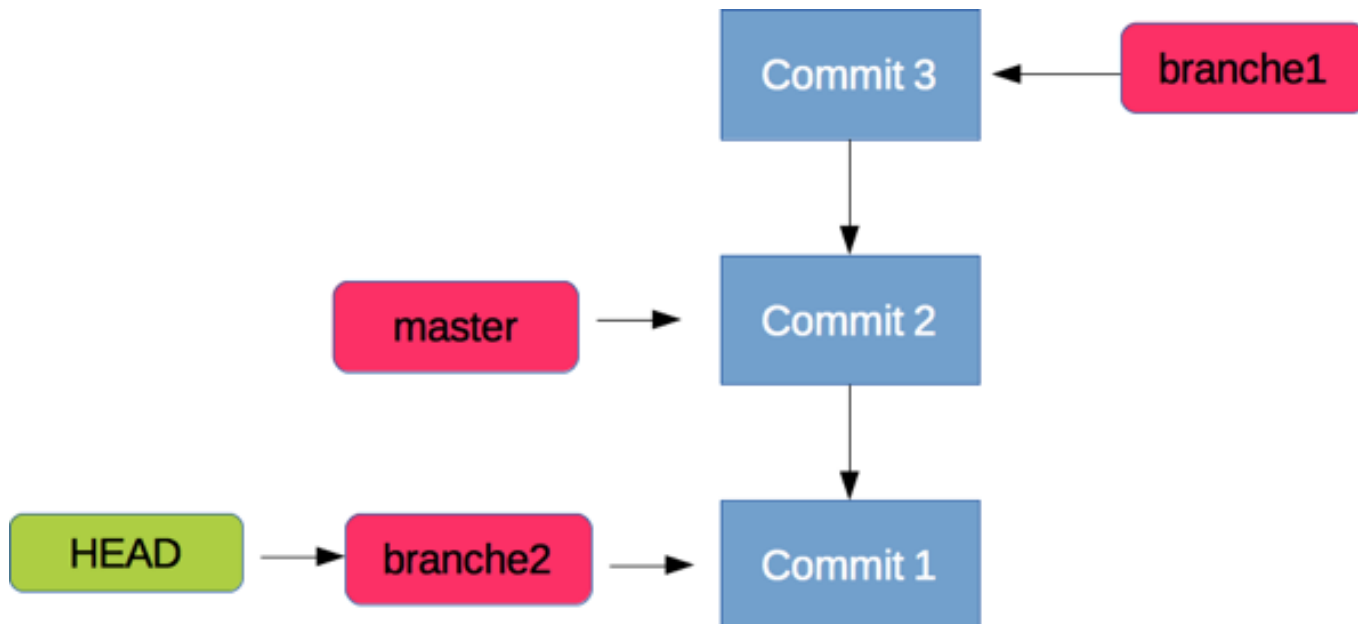 Commit 3
branche1
master
Commit 2
HEAD
branche2
Commit 1